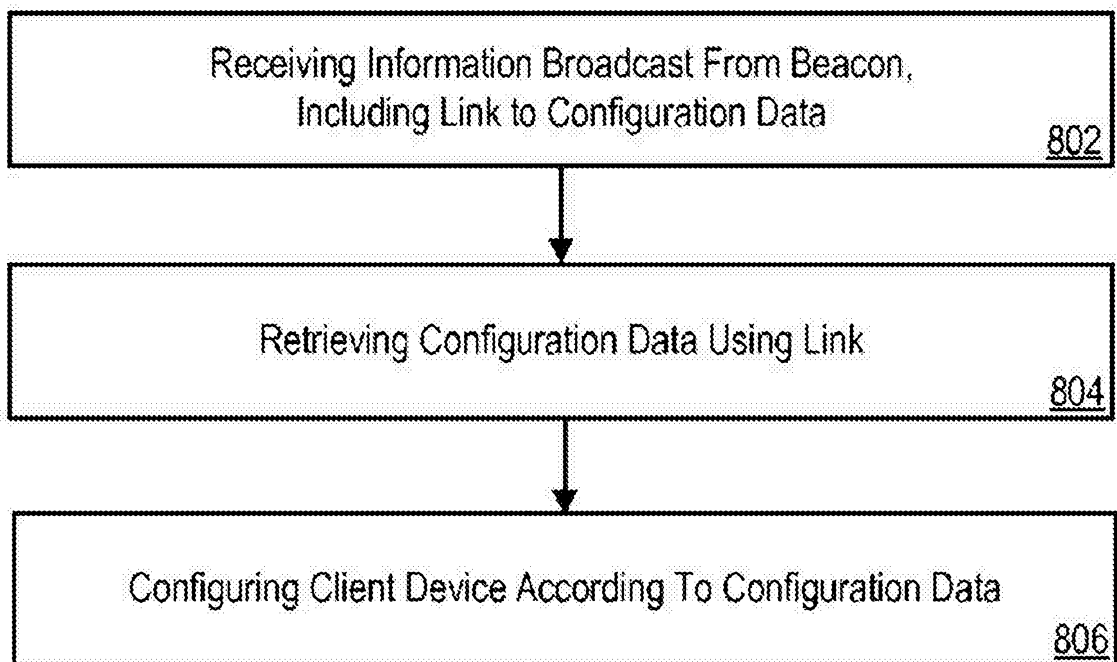 Receiving Information Broadcast From Beacon,
Including Link to Configuration Data
802
Retrieving Configuration Data Using Link
804
Configuring Client Device According To Configuration Data
806